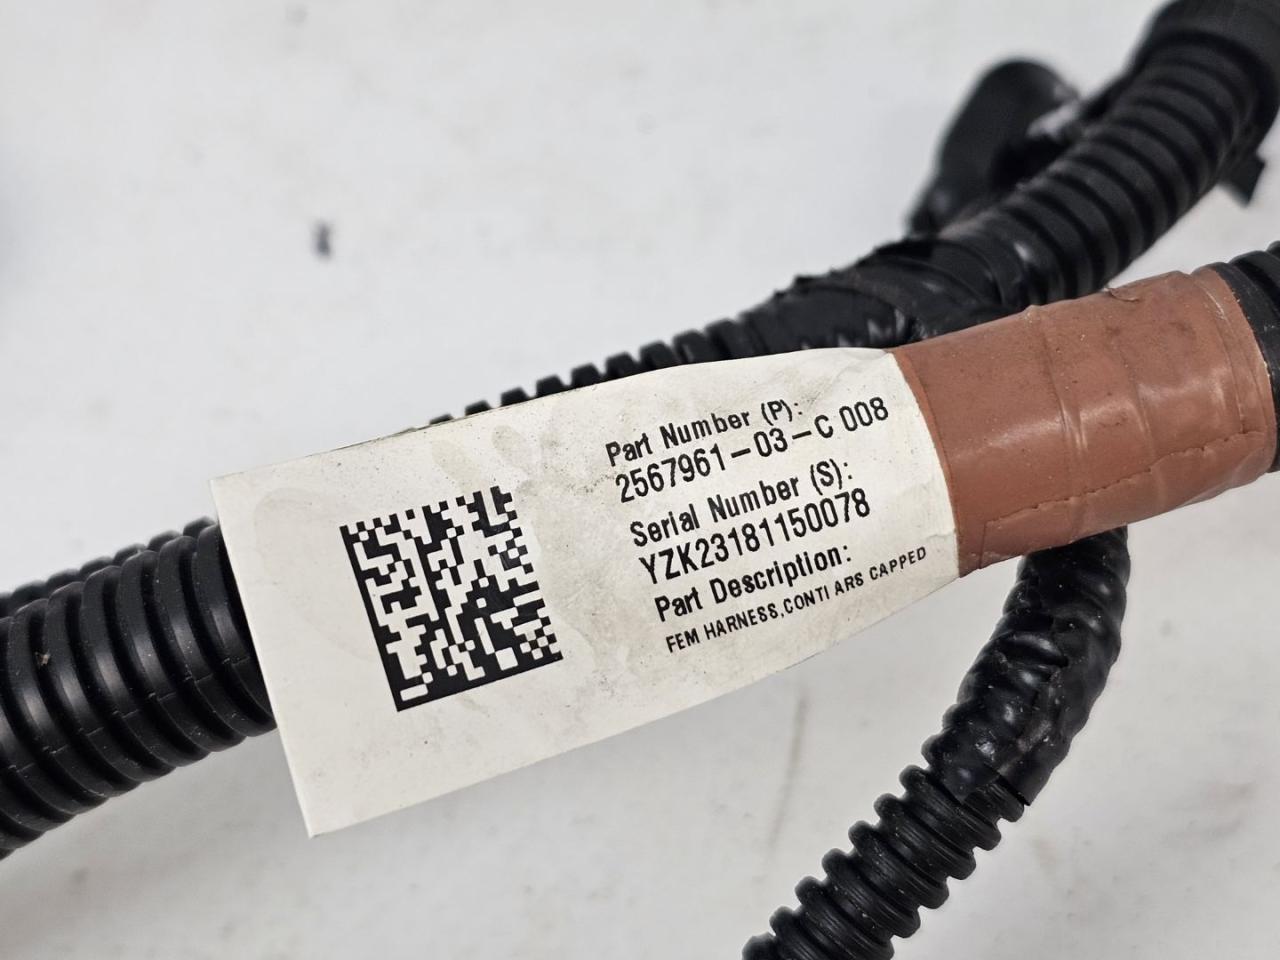 Part Number (P):
2567961-03-C 008
Serial Number (S):
YZK23181150078
Part Description:
FEM HARNESS,CONTI ARS CAPPED